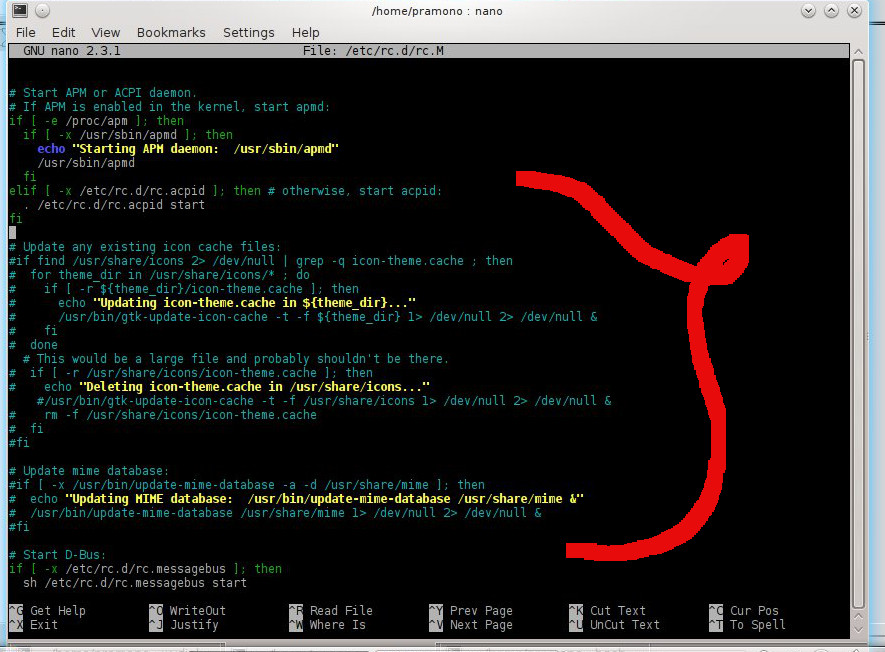 /home/pramono : nano
File Edit View Bookmarks Settings Help
GNU nano 2.3.1 File: /etc/rc.d/rc.M
# Start APM or ACPI daemon.
# If APM is enabled in the kernel, start apmd:
if [ -e /proc/apm ]; then
  if [ -x /usr/sbin/apmd ]; then
    echo "Starting APM daemon:  /usr/sbin/apmd"
    /usr/sbin/apmd
  fi
elif [ -x /etc/rc.d/rc.acpid ]; then # otherwise, start acpid:
  . /etc/rc.d/rc.acpid start
fi
# Update any existing icon cache files:
#if find /usr/share/icons 2> /dev/null | grep -q icon-theme.cache ; then
#  for theme_dir in /usr/share/icons/* ; do
#    if [ -r ${theme_dir}/icon-theme.cache ]; then
#      echo "Updating icon-theme.cache in ${theme_dir}..."
#      /usr/bin/gtk-update-icon-cache -t -f ${theme_dir} 1> /dev/null 2> /dev/null &
#    fi
#  done
  # This would be a large file and probably shouldn't be there.
#  if [ -r /usr/share/icons/icon-theme.cache ]; then
#    echo "Deleting icon-theme.cache in /usr/share/icons..."
    #/usr/bin/gtk-update-icon-cache -t -f /usr/share/icons 1> /dev/null 2> /dev/null &
#    rm -f /usr/share/icons/icon-theme.cache
#  fi
#fi
# Update mime database:
#if [ -x /usr/bin/update-mime-database -a -d /usr/share/mime ]; then
#  echo "Updating MIME database:  /usr/bin/update-mime-database /usr/share/mime &"
#  /usr/bin/update-mime-database /usr/share/mime 1> /dev/null 2> /dev/null &
#fi
# Start D-Bus:
if [ -x /etc/rc.d/rc.messagebus ]; then
  sh /etc/rc.d/rc.messagebus start
^G Get Help ^O WriteOut ^R Read File ^Y Prev Page ^K Cut Text ^C Cur Pos
^X Exit ^J Justify ^W Where Is ^V Next Page ^U UnCut Text ^T To Spell